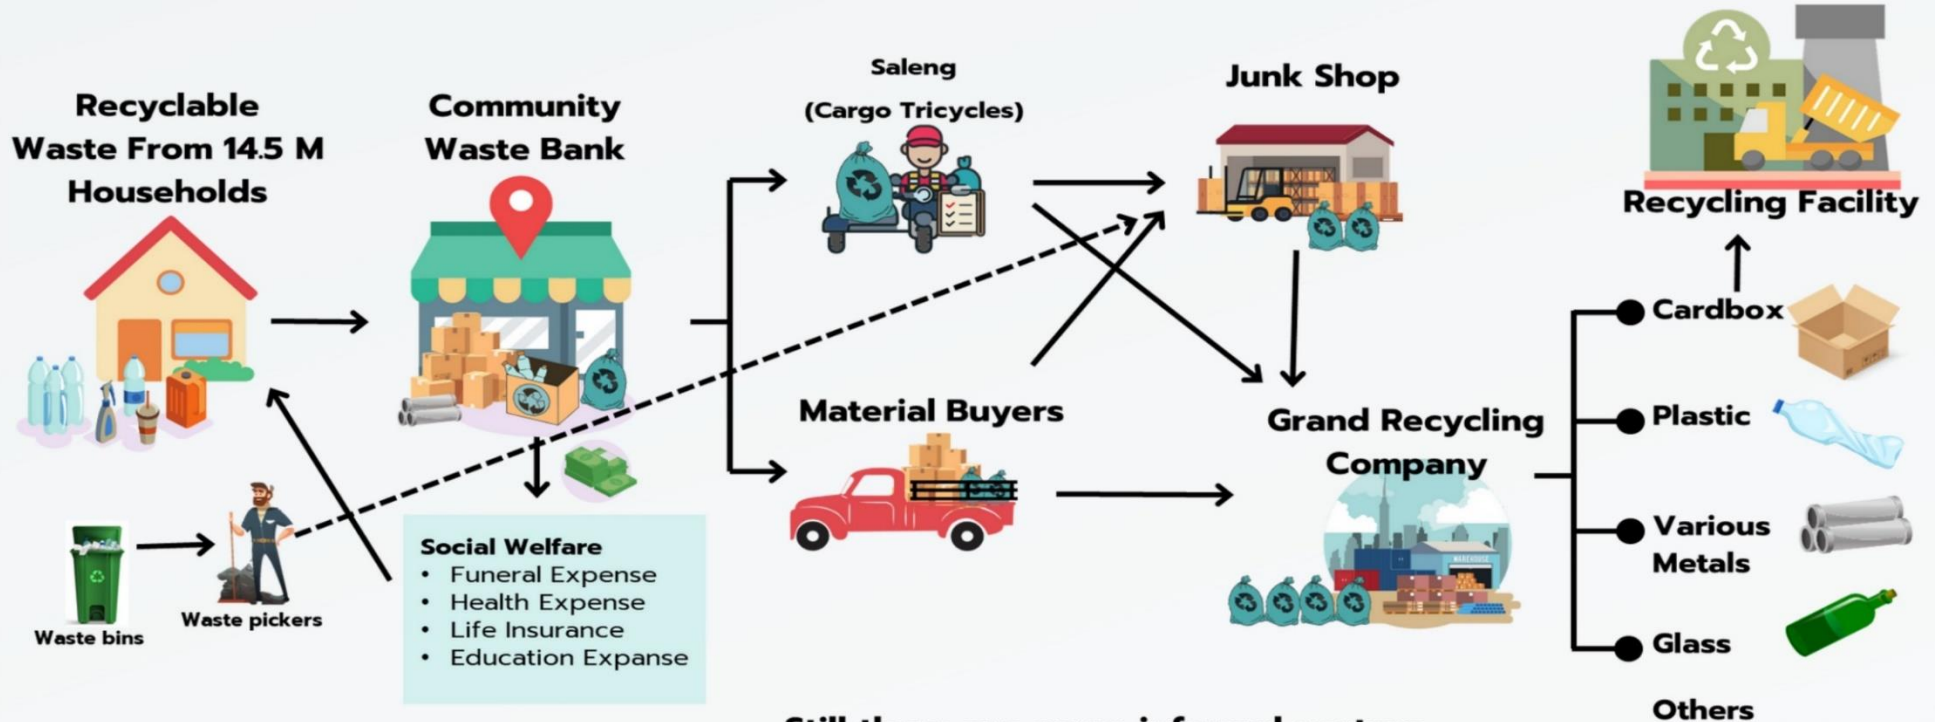 Recyclable
Waste From 14.5 M
Households
Community
Waste Bank
Saleng
(Cargo Tricycles)
Junk Shop
Recycling Facility
Material Buyers
Grand Recycling
Company
WAREHOUSE
Cardbox
Plastic
Various
Metals
Glass
Others
Waste bins
Waste pickers
Social Welfare
• Funeral Expense
• Health Expense
• Life Insurance
• Education Expanse
Still